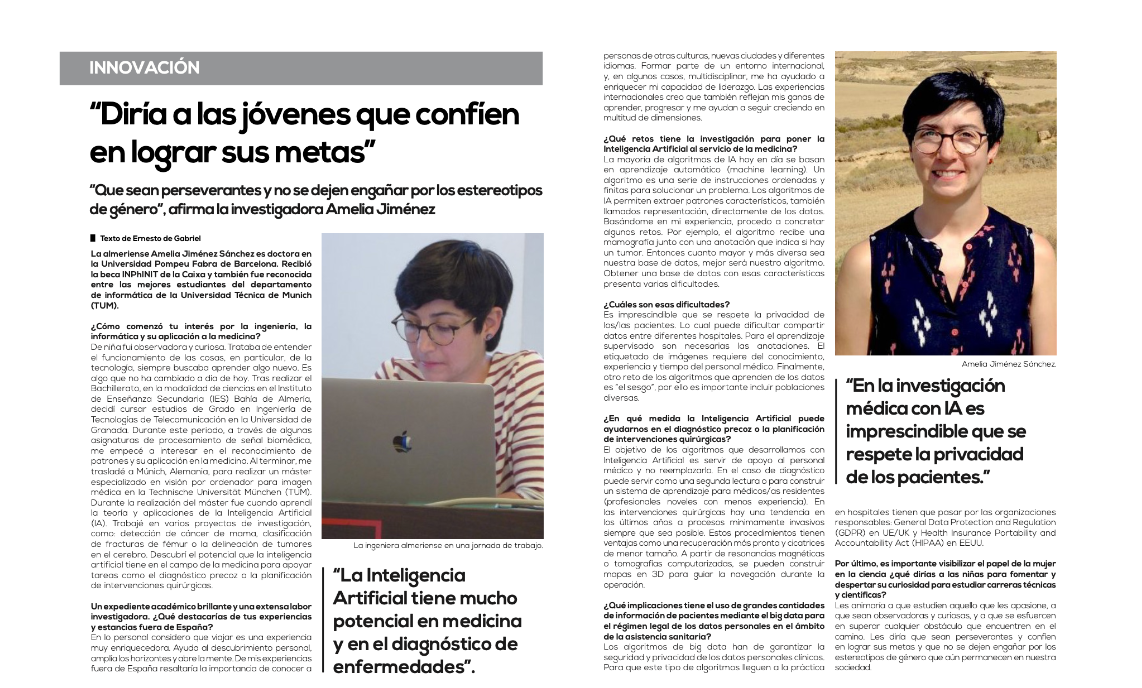 INNOVACIÓN
“Diría a las jóvenes que confíen
en lograr sus metas”
“Que sean perseverantes y no se dejen engañar por los estereotipos
de género”, afirma la investigadora Amelia Jiménez
Texto de Ernesto de Gabriel
La almeriense Amelia Jiménez Sánchez es doctora en
la Universidad Pompeu Fabra de Barcelona. Recibió
la beca INPhINIT de la Caixa y también fue reconocida
entre las mejores estudiantes del departamento
de informática de la Universidad Técnica de Munich
(TUM).
¿Cómo comenzó tu interés por la ingeniería, la
informática y su aplicación a la medicina?
De niña fui observadora y curiosa. Trataba de entender
el funcionamiento de las cosas, en particular, de la
tecnología, siempre buscaba aprender algo nuevo. Es
algo que no ha cambiado a día de hoy. Tras realizar el
Bachillerato, en la modalidad de ciencias en el Instituto
de Enseñanza Secundaria (IES) Bahía de Almería,
decidí cursar estudios de Grado en Ingeniería de
Tecnologías de Telecomunicación en la Universidad de
Granada. Durante este periodo, a través de algunas
asignaturas de procesamiento de señal biomédica,
me empecé a interesar en el reconocimiento de
patrones y su aplicación en la medicina. Al terminar, me
trasladé a Múnich, Alemania, para realizar un máster
especializado en visión por ordenador para imagen
médica en la Technische Universität München (TUM).
Durante la realización del máster fue cuando aprendí
la teoría y aplicaciones de la Inteligencia Artificial
(IA). Trabajé en varios proyectos de investigación,
como: detección de cáncer de mama, clasificación
de fracturas de fémur o la delineación de tumores
en el cerebro. Descubrí el potencial que la inteligencia
artificial tiene en el campo de la medicina para apoyar
tareas como el diagnóstico precoz o la planificación
de intervenciones quirúrgicas.
Un expediente académico brillante y una extensa labor
investigadora. ¿Qué destacarías de tus experiencias
y estancias fuera de España?
En lo personal considero que viajar es una experiencia
muy enriquecedora. Ayuda al descubrimiento personal,
amplía los horizontes y abre la mente. De mis experiencias
fuera de España resaltaría la importancia de conocer a
La ingeniera almeriense en una jornada de trabajo.
“La Inteligencia
Artificial tiene mucho
potencial en medicina
y en el diagnóstico de
enfermedades”.
personas de otras culturas, nuevas ciudades y diferentes
idiomas. Formar parte de un entorno internacional,
y, en algunos casos, multidisciplinar, me ha ayudado a
enriquecer mi capacidad de liderazgo. Las experiencias
internacionales creo que también reflejan mis ganas de
aprender, progresar y me ayudan a seguir creciendo en
multitud de dimensiones.
¿Qué retos tiene la investigación para poner la
Inteligencia Artificial al servicio de la medicina?
La mayoría de algoritmos de IA hoy en día se basan
en aprendizaje automático (machine learning). Un
algoritmo es una serie de instrucciones ordenadas y
finitas para solucionar un problema. Los algoritmos de
IA permiten extraer patrones característicos, también
llamados representación, directamente de los datos.
Basándome en mi experiencia, procedo a concretar
algunos retos. Por ejemplo, el algoritmo recibe una
mamografía junto con una anotación que indica si hay
un tumor. Entonces cuanto mayor y más diversa sea
nuestra base de datos, mejor será nuestro algoritmo.
Obtener una base de datos con esas características
presenta varias dificultades.
¿Cuáles son esas dificultades?
Es imprescindible que se respete la privacidad de
los/las pacientes. Lo cual puede dificultar compartir
datos entre diferentes hospitales. Para el aprendizaje
supervisado son necesarias las anotaciones. El
etiquetado de imágenes requiere del conocimiento,
experiencia y tiempo del personal médico. Finalmente,
otro reto de los algoritmos que aprenden de los datos
es “el sesgo”, por ello es importante incluir poblaciones
diversas.
¿En qué medida la Inteligencia Artificial puede
ayudarnos en el diagnóstico precoz o la planificación
de intervenciones quirúrgicas?
El objetivo de los algoritmos que desarrollamos con
Inteligencia Artificial es servir de apoyo al personal
médico y no reemplazarlo. En el caso de diagnóstico
puede servir como una segunda lectura o para construir
un sistema de aprendizaje para médicos/as residentes
(profesionales noveles con menos experiencia). En
las intervenciones quirúrgicas hay una tendencia en
los últimos años a procesos mínimamente invasivos
siempre que sea posible. Estos procedimientos tienen
ventajas como una recuperación más pronta y cicatrices
de menor tamaño. A partir de resonancias magnéticas
o tomografías computarizadas, se pueden construir
mapas en 3D para guiar la navegación durante la
operación.
¿Qué implicaciones tiene el uso de grandes cantidades
de información de pacientes mediante el big data para
el régimen legal de los datos personales en el ámbito
de la asistencia sanitaria?
Los algoritmos de big data han de garantizar la
seguridad y privacidad de los datos personales clínicos.
Para que este tipo de algoritmos lleguen a la práctica
Amelia Jiménez Sánchez.
“En la investigación
médica con IA es
imprescindible que se
respete la privacidad
de los pacientes.”
en hospitales tienen que pasar por las organizaciones
responsables: General Data Protection and Regulation
(GDPR) en UE/UK y Health Insurance Portability and
Accountability Act (HIPAA) en EEUU.
Por último, es importante visibilizar el papel de la mujer
en la ciencia ¿qué dirías a las niñas para fomentar y
despertar su curiosidad para estudiar carreras técnicas
y científicas?
Les animaría a que estudien aquello que les apasione, a
que sean observadoras y curiosas, y a que se esfuercen
en superar cualquier obstáculo que encuentren en el
camino. Les diría que sean perseverantes y confíen
en lograr sus metas y que no se dejen engañar por los
estereotipos de género que aún permanecen en nuestra
sociedad.